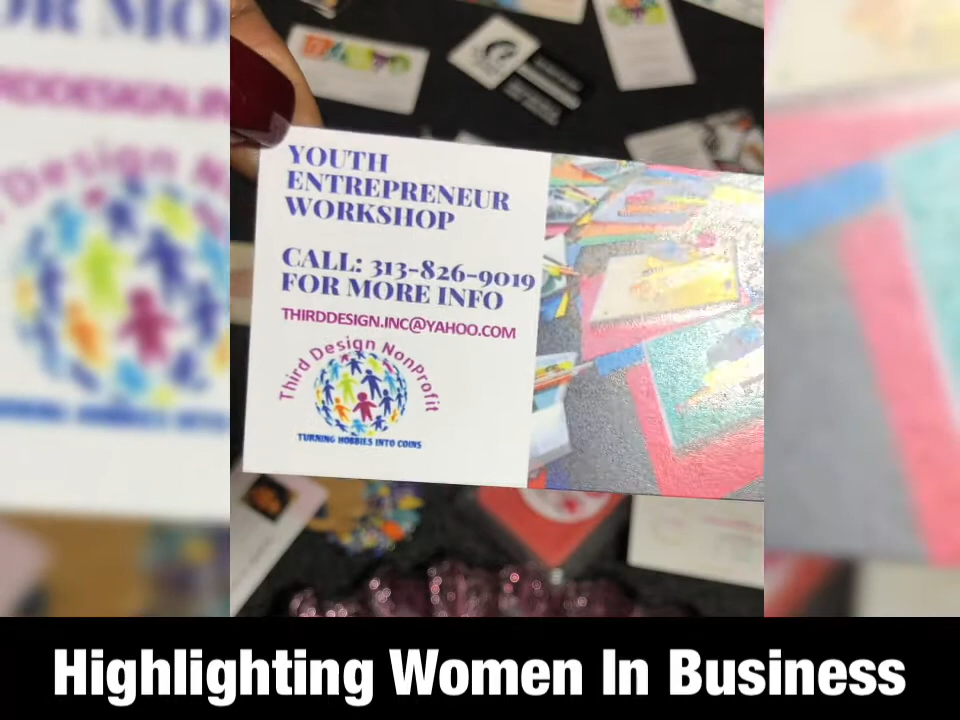 YOUTH
ENTREPRENEUR
WORKSHOP
CALL: 313-826-9019
FOR MORE INFO
THIRDDESIGN.INC@YAHOO.COM
Third Design NonProfit
TURNING HOBBIES INTO COINS
Highlighting Women In Business